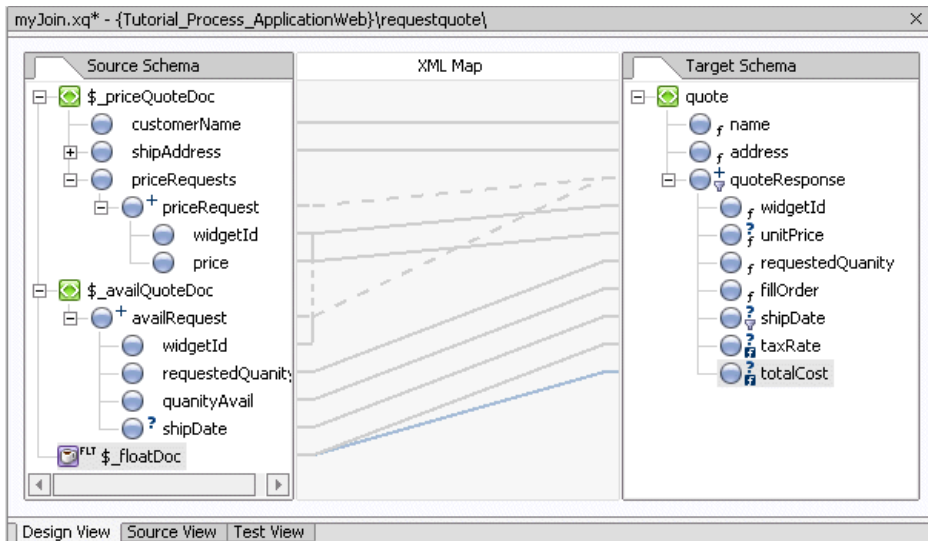 myJoin.xq* - {Tutorial_Process_ApplicationWeb}\requestquote\
Source Schema
$_priceQuoteDoc
customerName
shipAddress
priceRequests
priceRequest
widgetId
price
$_availQuoteDoc
availRequest
widgetId
requestedQuanity
quanityAvail
? shipDate
FLT $_floatDoc
XML Map
Target Schema
quote
f name
f address
quoteResponse
f widgetId
? f unitPrice
f requestedQuanity
f fillOrder
? shipDate
? f taxRate
? f totalCost
Design View Source View Test View